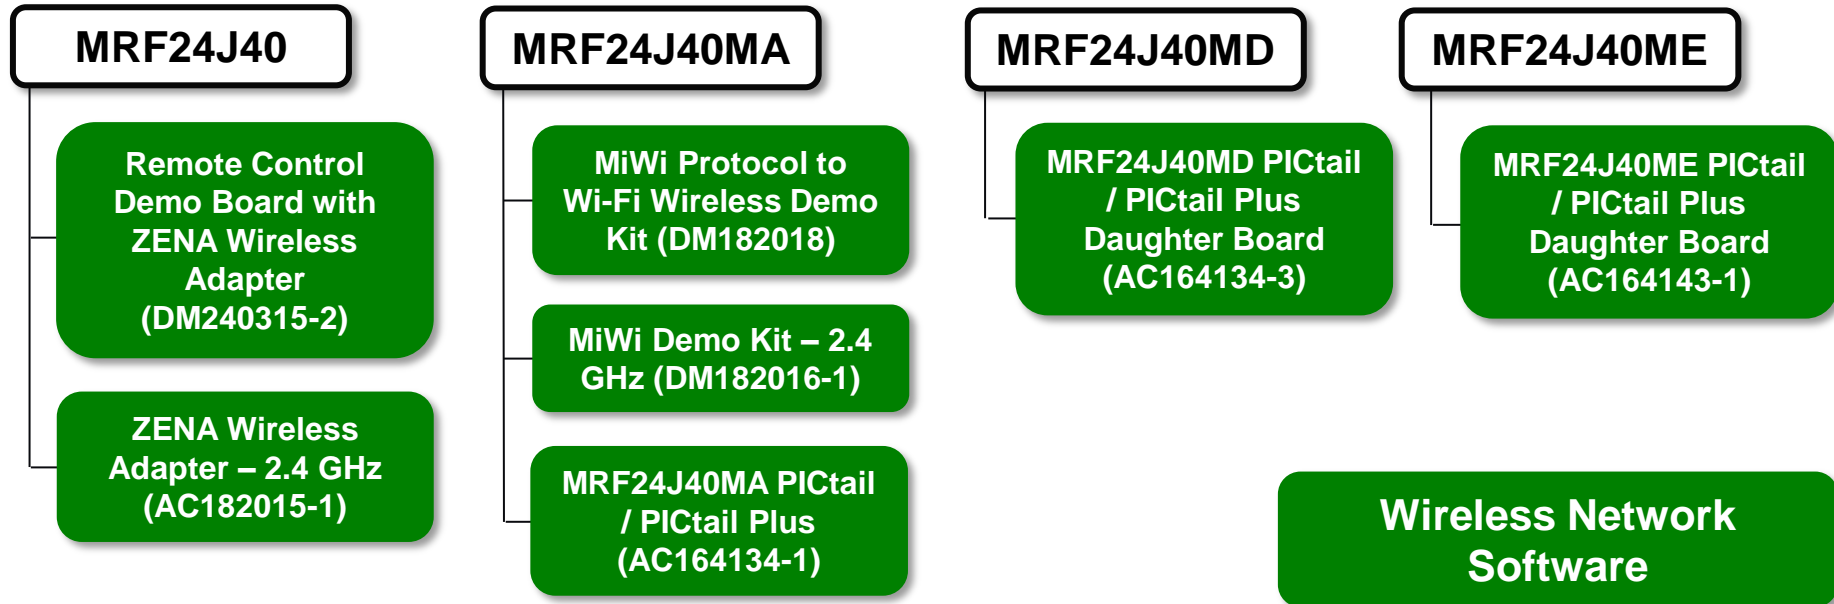 MRF24J40
Remote Control
Demo Board with
ZENA Wireless
Adapter
(DM240315-2)
ZENA Wireless
Adapter – 2.4 GHz
(AC182015-1)
MRF24J40MA
MiWi Protocol to
Wi-Fi Wireless Demo
Kit (DM182018)
MiWi Demo Kit – 2.4
GHz (DM182016-1)
MRF24J40MA PICtail
/ PICtail Plus
(AC164134-1)
MRF24J40MD
MRF24J40MD PICtail
/ PICtail Plus
Daughter Board
(AC164134-3)
MRF24J40ME
MRF24J40ME PICtail
/ PICtail Plus
Daughter Board
(AC164143-1)
Wireless Network
Software